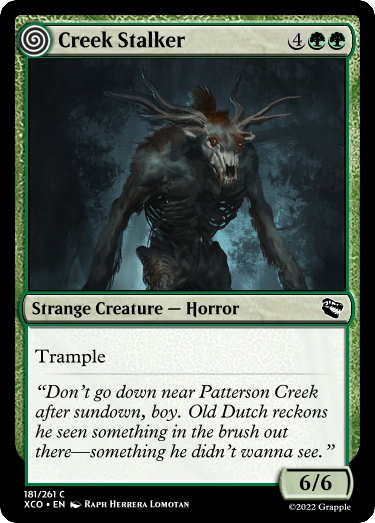 Creek Stalker 4
Strange Creature — Horror
Trample
“Don’t go down near Patterson Creek
after sundown, boy. Old Dutch reckons
he seen something in the brush out
there—something he didn’t wanna see.”
6/6
181/261 C
XCO • EN Raph Herrera Lomotan
©2022 Grapple